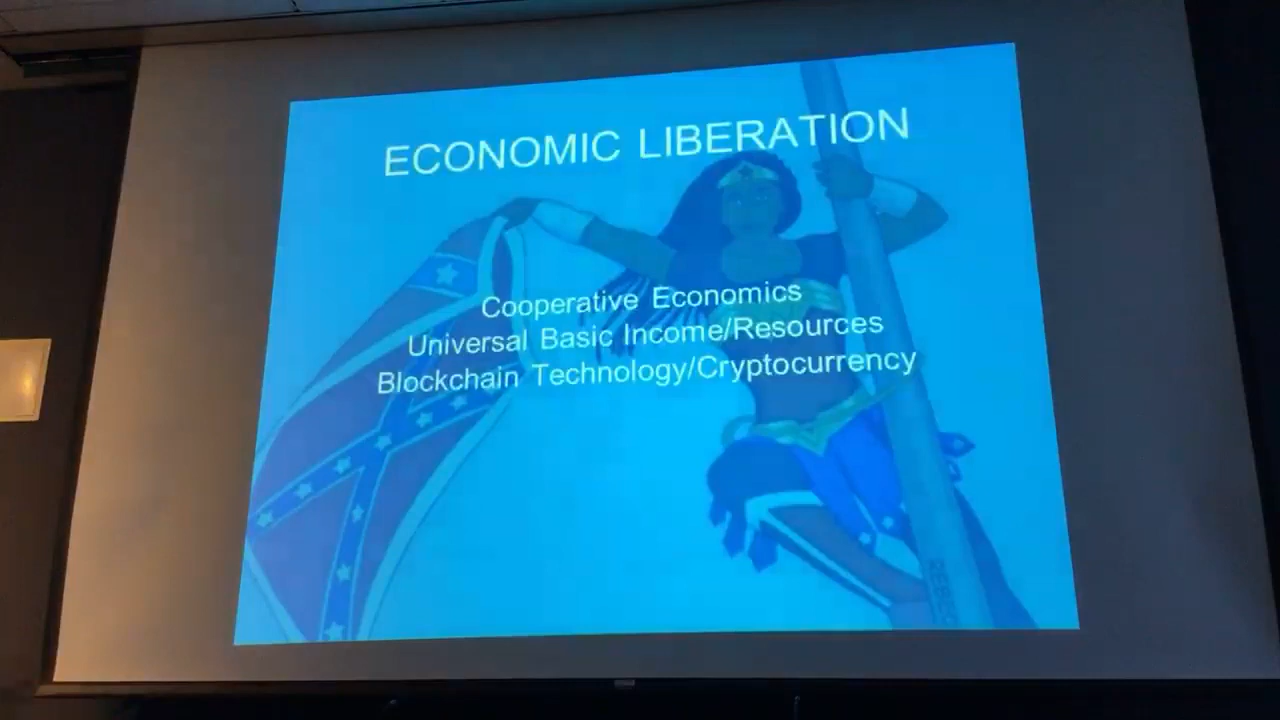 ECONOMIC LIBERATION
Cooperative Economics
Universal Basic Income/Resources
Blockchain Technology/Cryptocurrency